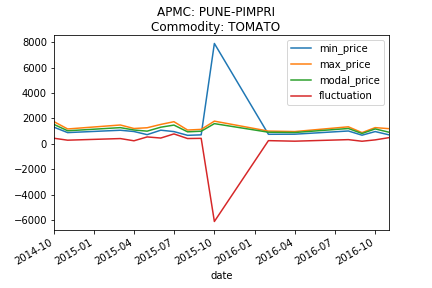 APMC: PUNE-PIMPRI
Commodity: TOMATO
8000
6000
4000
2000
0
−2000
−4000
−6000
min_price
max_price
modal_price
fluctuation
2014-10
2015-01
2015-04
2015-07
2015-10
2016-01
2016-04
2016-07
2016-10
date